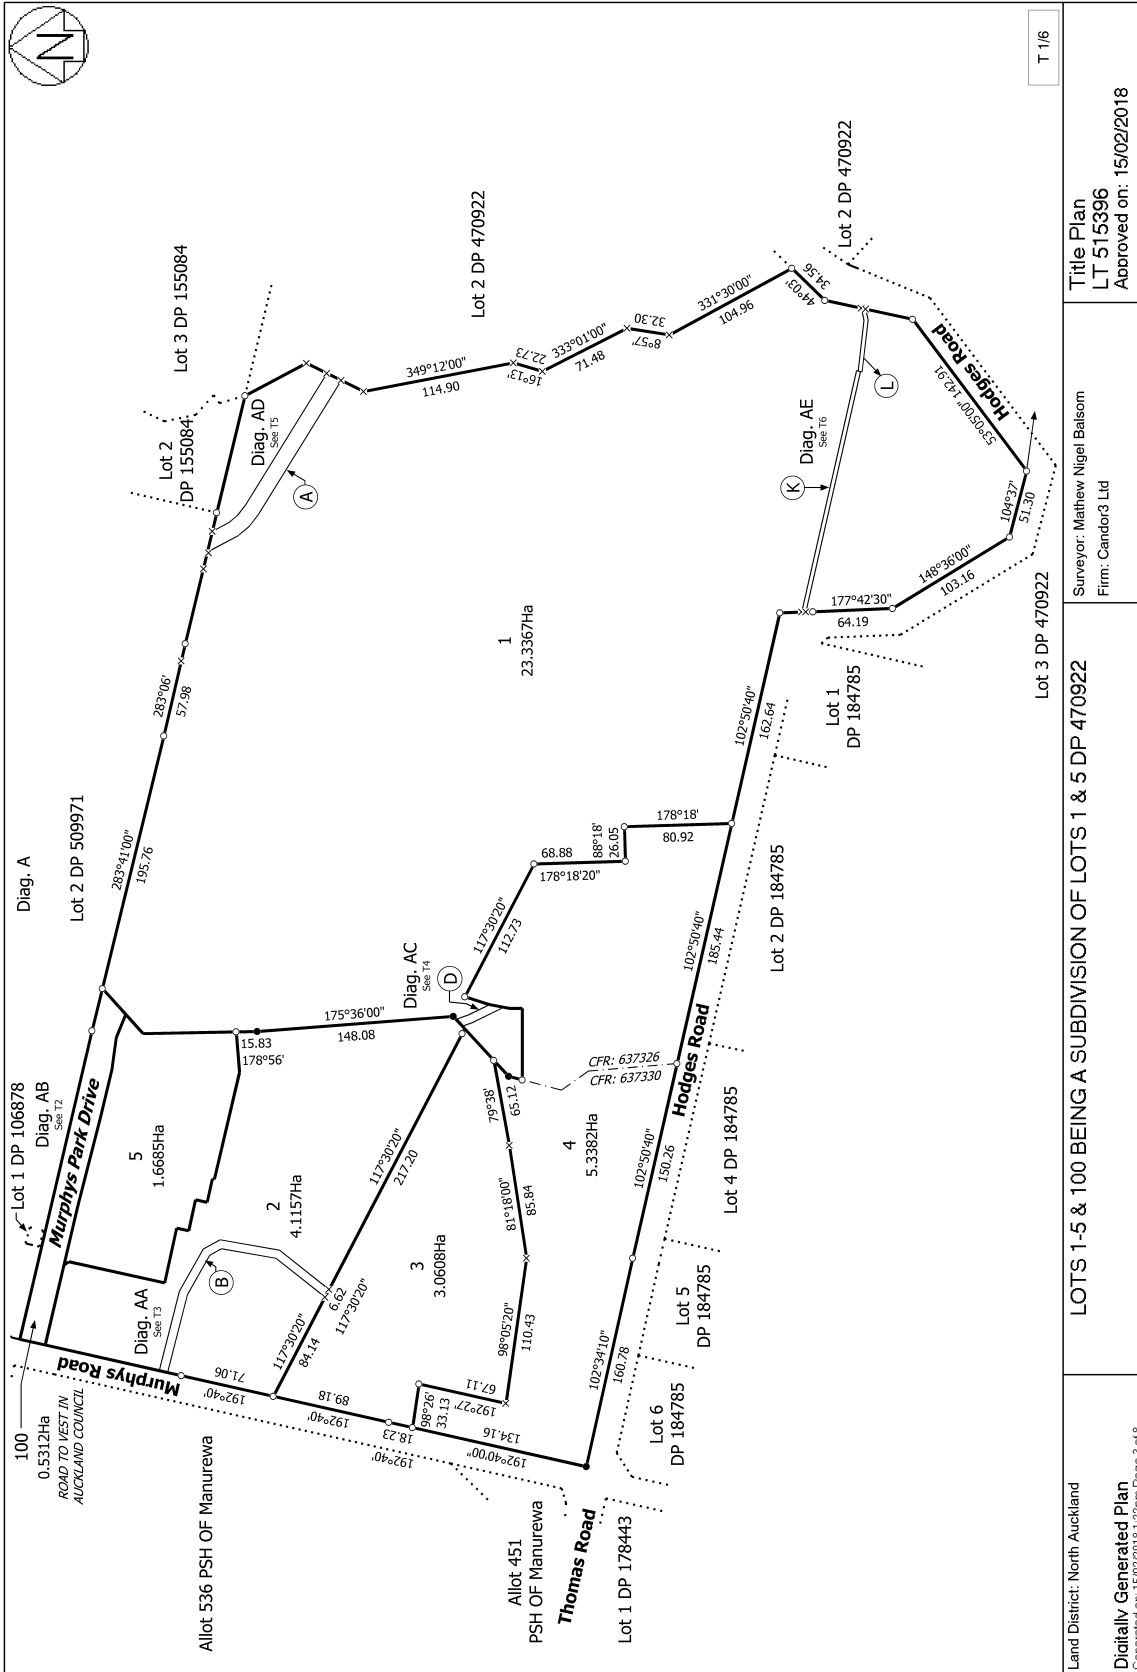 N
T 1/6
Diag. A
100
0.5312Ha
ROAD TO VEST IN
AUCKLAND COUNCIL
Lot 1 DP 106878
Diag. AB
See T2
Murphys Park Drive
Lot 2 DP 509971
283°41'00"
195.76
283°06'
57.98
Lot 2
DP 155084
Lot 3 DP 155084
Diag. AD
See T5
A
Lot 2 DP 470922
349°12'00"
114.90
16°13'
22.73
333°01'00"
71.48
8°57'
32.30
331°30'00"
104.96
44°03'
34.56
Lot 2 DP 470922
Murphys Road
Diag. AA
See T3
B
5
1.6685Ha
15.83
178°56'
175°36'00"
148.08
Diag. AC
See T4
D
1
23.3367Ha
192°40'
71.06
2
4.1157Ha
117°30'20"
84.14
6.62
117°30'20"
117°30'20"
217.20
192°40'
89.18
18.23
192°40'
98°26'
33.13
192°27'
67.11
192°40'00"
134.16
3
3.0608Ha
98°05'20"
110.43
81°18'00"
85.84
79°38'
65.12
4
5.3382Ha
CFR: 637326
CFR: 637330
117°30'20"
112.73
68.88
178°18'20"
88°18'
26.05
178°18'
80.92
Diag. AE
See T6
K
L
Hodges Road
53°05'00" 142.91
104°37'
51.30
148°36'00"
103.16
177°42'30"
64.19
102°50'40"
162.64
102°50'40"
185.44
Hodges Road
102°50'40"
150.26
102°34'10"
160.78
Allot 536 PSH OF Manurewa
Allot 451
PSH OF Manurewa
Thomas Road
Lot 1 DP 178443
Lot 6
DP 184785
Lot 5
DP 184785
Lot 4 DP 184785
Lot 2 DP 184785
Lot 1
DP 184785
Lot 3 DP 470922
Land District: North Auckland
Digitally Generated Plan
Generated on: 15/02/2018 1:22pm Page 3 of 8
LOTS 1-5 & 100 BEING A SUBDIVISION OF LOTS 1 & 5 DP 470922
Surveyor: Mathew Nigel Balsom
Firm: Candor3 Ltd
Title Plan
LT 515396
Approved on: 15/02/2018